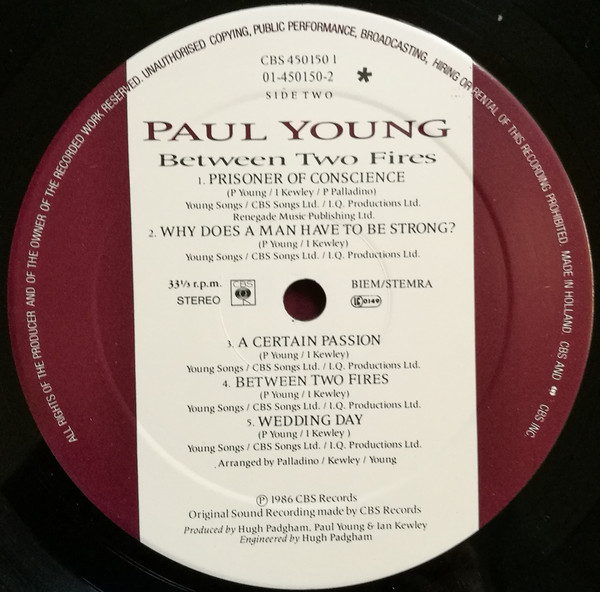 ALL RIGHTS OF THE PRODUCER AND OF THE OWNER OF THE RECORDED WORK RESERVED. UNAUTHORISED COPYING, PUBLIC PERFORMANCE, BROADCASTING, HIRING OR RENTAL OF THIS RECORDING PROHIBITED. MADE IN HOLLAND. CBS AND CBS INC.
CBS 450150 1
01-450150-2 *
SIDE TWO
PAUL YOUNG
Between Two Fires
1. PRISONER OF CONSCIENCE
(P Young / I Kewley / P Palladino)
Young Songs / CBS Songs Ltd. / I.Q. Productions Ltd.
Renegade Music Publishing Ltd.
2. WHY DOES A MAN HAVE TO BE STRONG?
(P Young / I Kewley)
Young Songs / CBS Songs Ltd. / I.Q. Productions Ltd.
33⅓ r.p.m. CBS BIEM/STEMRA
STEREO LC 0149
3. A CERTAIN PASSION
(P Young / I Kewley)
Young Songs / CBS Songs Ltd. / I.Q. Productions Ltd.
4. BETWEEN TWO FIRES
(P Young / I Kewley)
Young Songs / CBS Songs Ltd. / I.Q. Productions Ltd.
5. WEDDING DAY
(P Young / I Kewley )
Young Songs / CBS Songs Ltd. / I.Q. Productions Ltd.
Arranged by Palladino / Kewley / Young
℗ 1986 CBS Records
Original Sound Recording made by CBS Records
Produced by Hugh Padgham, Paul Young & Ian Kewley
Engineered by Hugh Padgham